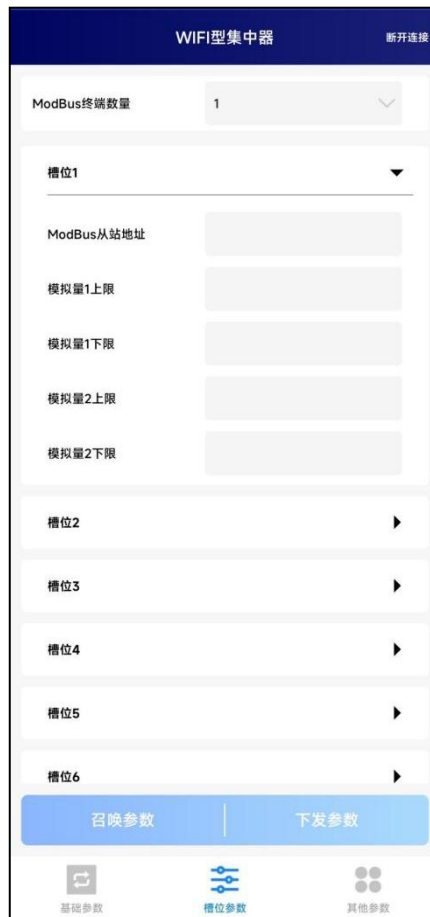 WIFI型集中器 断开连接
ModBus终端数量 1
槽位1
ModBus从站地址
模拟量1上限
模拟量1下限
模拟量2上限
模拟量2下限
槽位2
槽位3
槽位4
槽位5
槽位6
召唤参数 下发参数
基础参数 槽位参数 其他参数